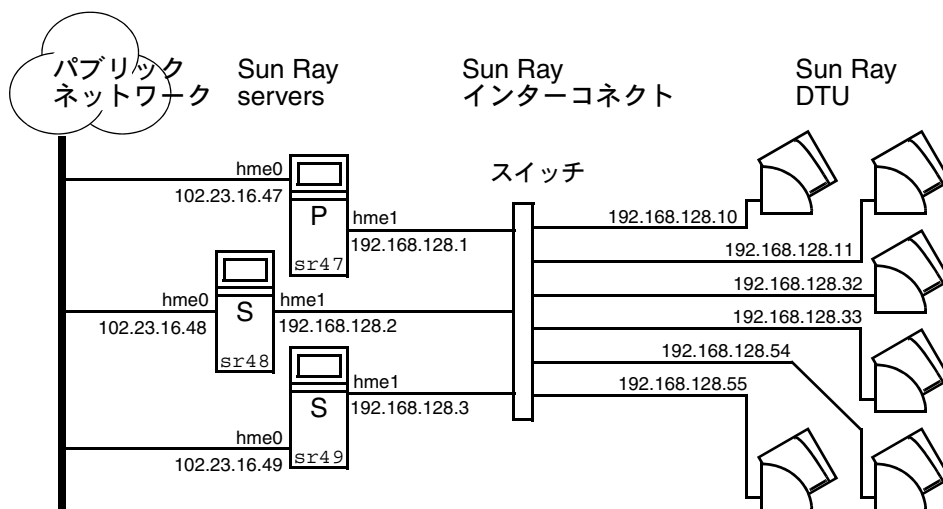 パブリック
ネットワーク
Sun Ray
servers
Sun Ray
インターコネクト
Sun Ray
DTU
スイッチ
hme0
102.23.16.47
P
sr47
hme1
192.168.128.1
hme0
102.23.16.48
S
sr48
hme1
192.168.128.2
hme0
102.23.16.49
S
sr49
hme1
192.168.128.3
192.168.128.10
192.168.128.11
192.168.128.32
192.168.128.33
192.168.128.54
192.168.128.55